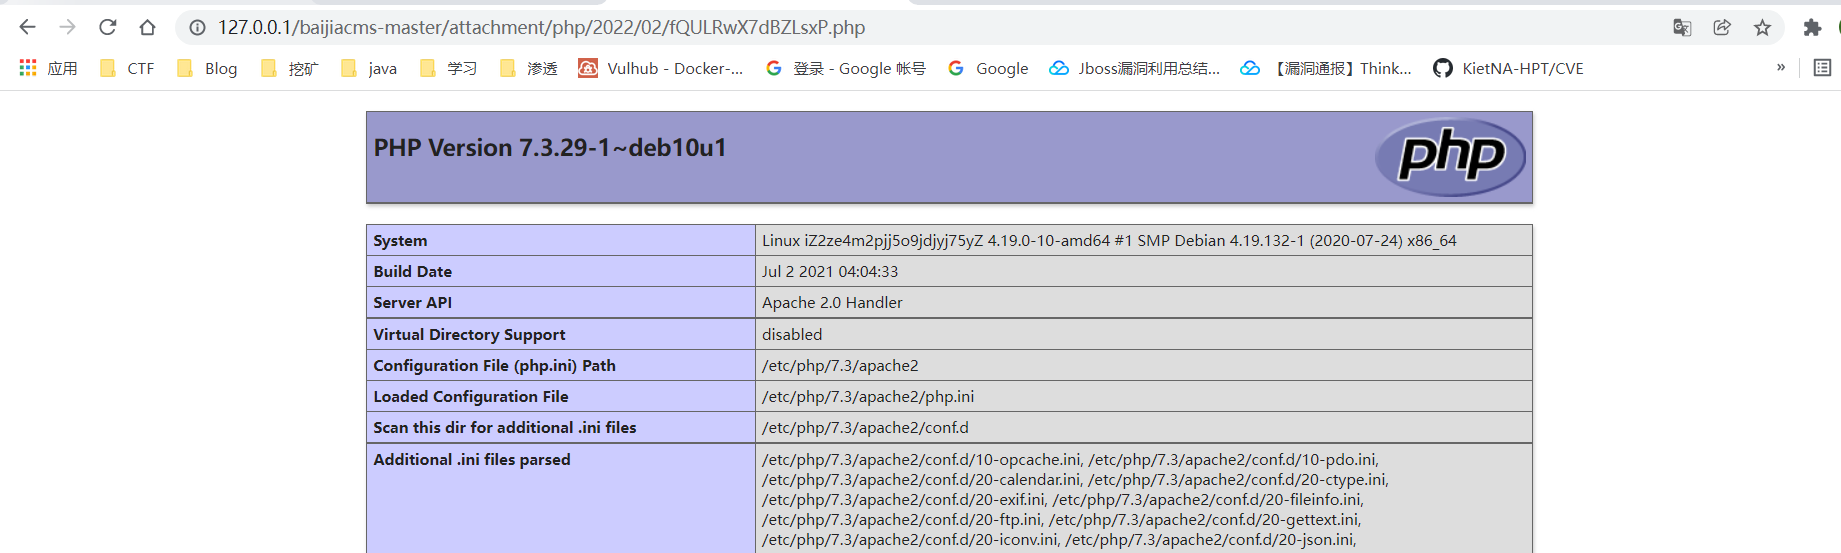 127.0.0.1/baijiacms-master/attachment/php/2022/02/fQULRwX7dBZLsxP.php
应用 CTF Blog 挖矿 java 学习 渗透 Vulhub - Docker-... 登录 - Google 帐号 Google Jboss漏洞利用总结... 【漏洞通报】Think... KietNA-HPT/CVE »
PHP Version 7.3.29-1~deb10u1 php
System Linux iZ2ze4m2pjj5o9jdjyj75yZ 4.19.0-10-amd64 #1 SMP Debian 4.19.132-1 (2020-07-24) x86_64
Build Date Jul 2 2021 04:04:33
Server API Apache 2.0 Handler
Virtual Directory Support disabled
Configuration File (php.ini) Path /etc/php/7.3/apache2
Loaded Configuration File /etc/php/7.3/apache2/php.ini
Scan this dir for additional .ini files /etc/php/7.3/apache2/conf.d
Additional .ini files parsed /etc/php/7.3/apache2/conf.d/10-opcache.ini, /etc/php/7.3/apache2/conf.d/10-pdo.ini,
/etc/php/7.3/apache2/conf.d/20-calendar.ini, /etc/php/7.3/apache2/conf.d/20-ctype.ini,
/etc/php/7.3/apache2/conf.d/20-exif.ini, /etc/php/7.3/apache2/conf.d/20-fileinfo.ini,
/etc/php/7.3/apache2/conf.d/20-ftp.ini, /etc/php/7.3/apache2/conf.d/20-gettext.ini,
/etc/php/7.3/apache2/conf.d/20-iconv.ini, /etc/php/7.3/apache2/conf.d/20-json.ini,